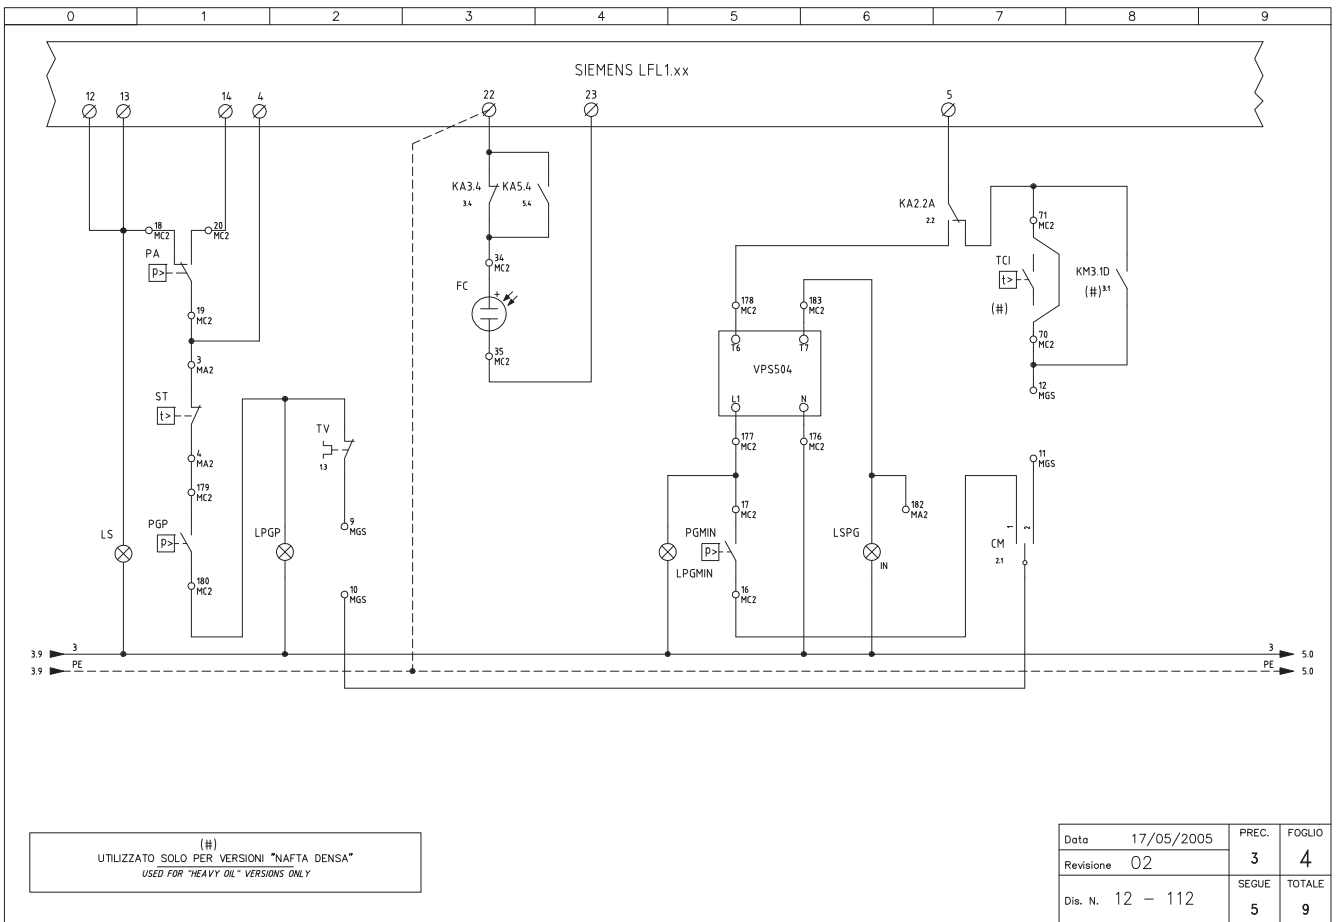 0 1 2 3 4 5 6 7 8 9
SIEMENS LFL1.xx
12 13 14 4 22 23 5
KA3.4
3.4
KA5.4
5.4
KA2.2A
2.2
71
MC2
18
MC2
20
MC2
PA
P>
34
MC2
TCI
t>
(#)
KM3.1D
(#)3.1
FC
+
178
MC2
183
MC2
19
MC2
T6
T7
VPS504
L1
N
70
MC2
35
MC2
3
MA2
12
MGS
ST
t>
TV
1.3
177
MC2
176
MC2
4
MA2
11
MGS
179
MC2
17
MC2
182
MA2
LS
PGP
P>
LPGP
9
MGS
PGMIN
P>
LPGMIN
LSPG
IN
CM
2.1
1
2
180
MC2
10
MGS
16
MC2
3.9 3 3 5.0
3.9 PE PE 5.0
(#)
UTILIZZATO SOLO PER VERSIONI "NAFTA DENSA"
USED FOR "HEAVY OIL" VERSIONS ONLY
Data 17/05/2005
Revisione 02
Dis. N. 12 - 112
PREC.
3
FOGLIO
4
SEGUE
5
TOTALE
9